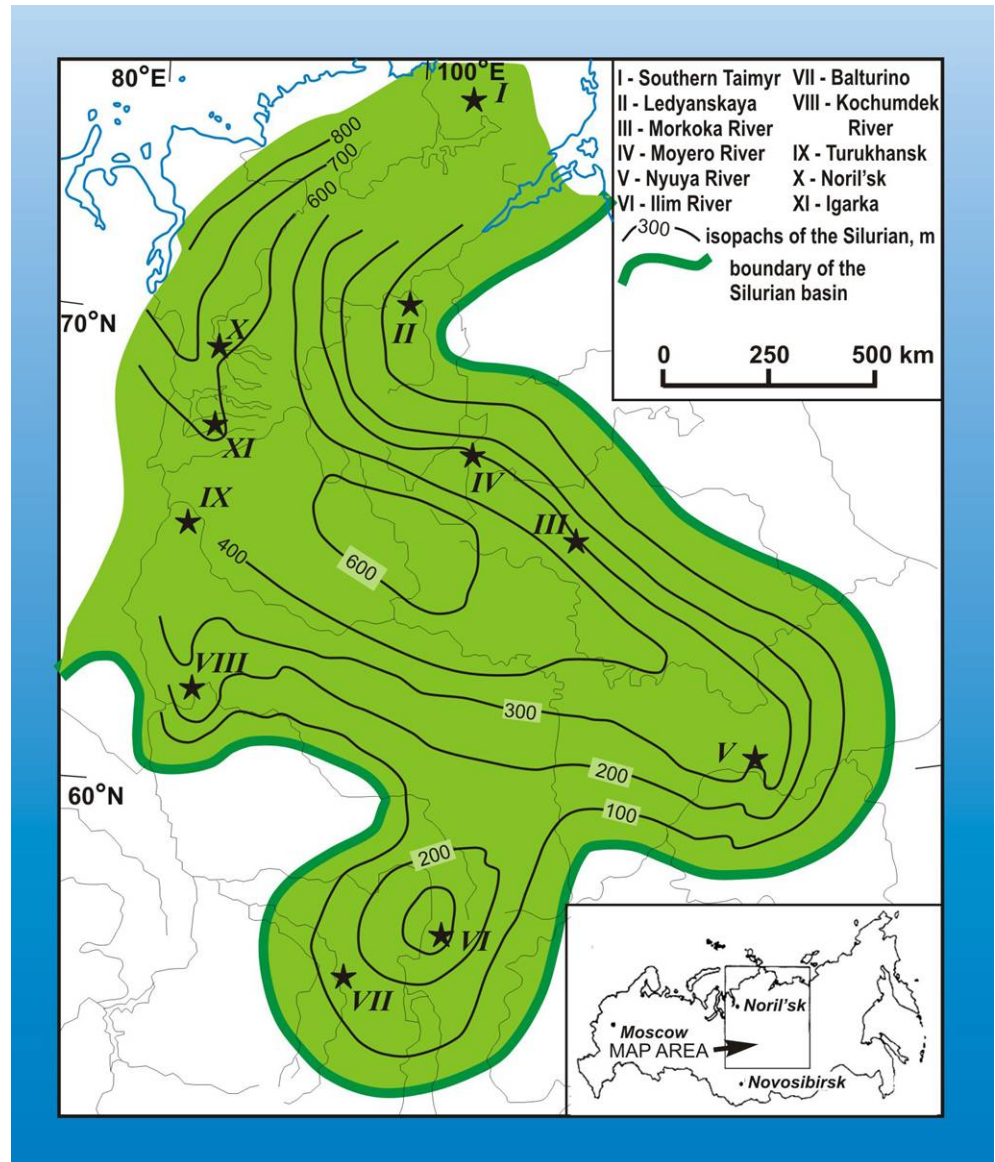 80°E
100°E
I
800
700
600
70°N
II
X
XI
IV
IX
III
400
600
VIII
300
V
200
60°N
100
200
VI
VII
I - Southern Taimyr
II - Ledyanskaya
III - Morkoka River
IV - Moyero River
V - Nyuya River
VI - Ilim River
VII - Balturino
VIII - Kochumdek
River
IX - Turukhansk
X - Noril'sk
XI - Igarka
300 isopachs of the Silurian, m
boundary of the
Silurian basin
0 250 500 km
Noril'sk
Moscow
MAP AREA
Novosibirsk